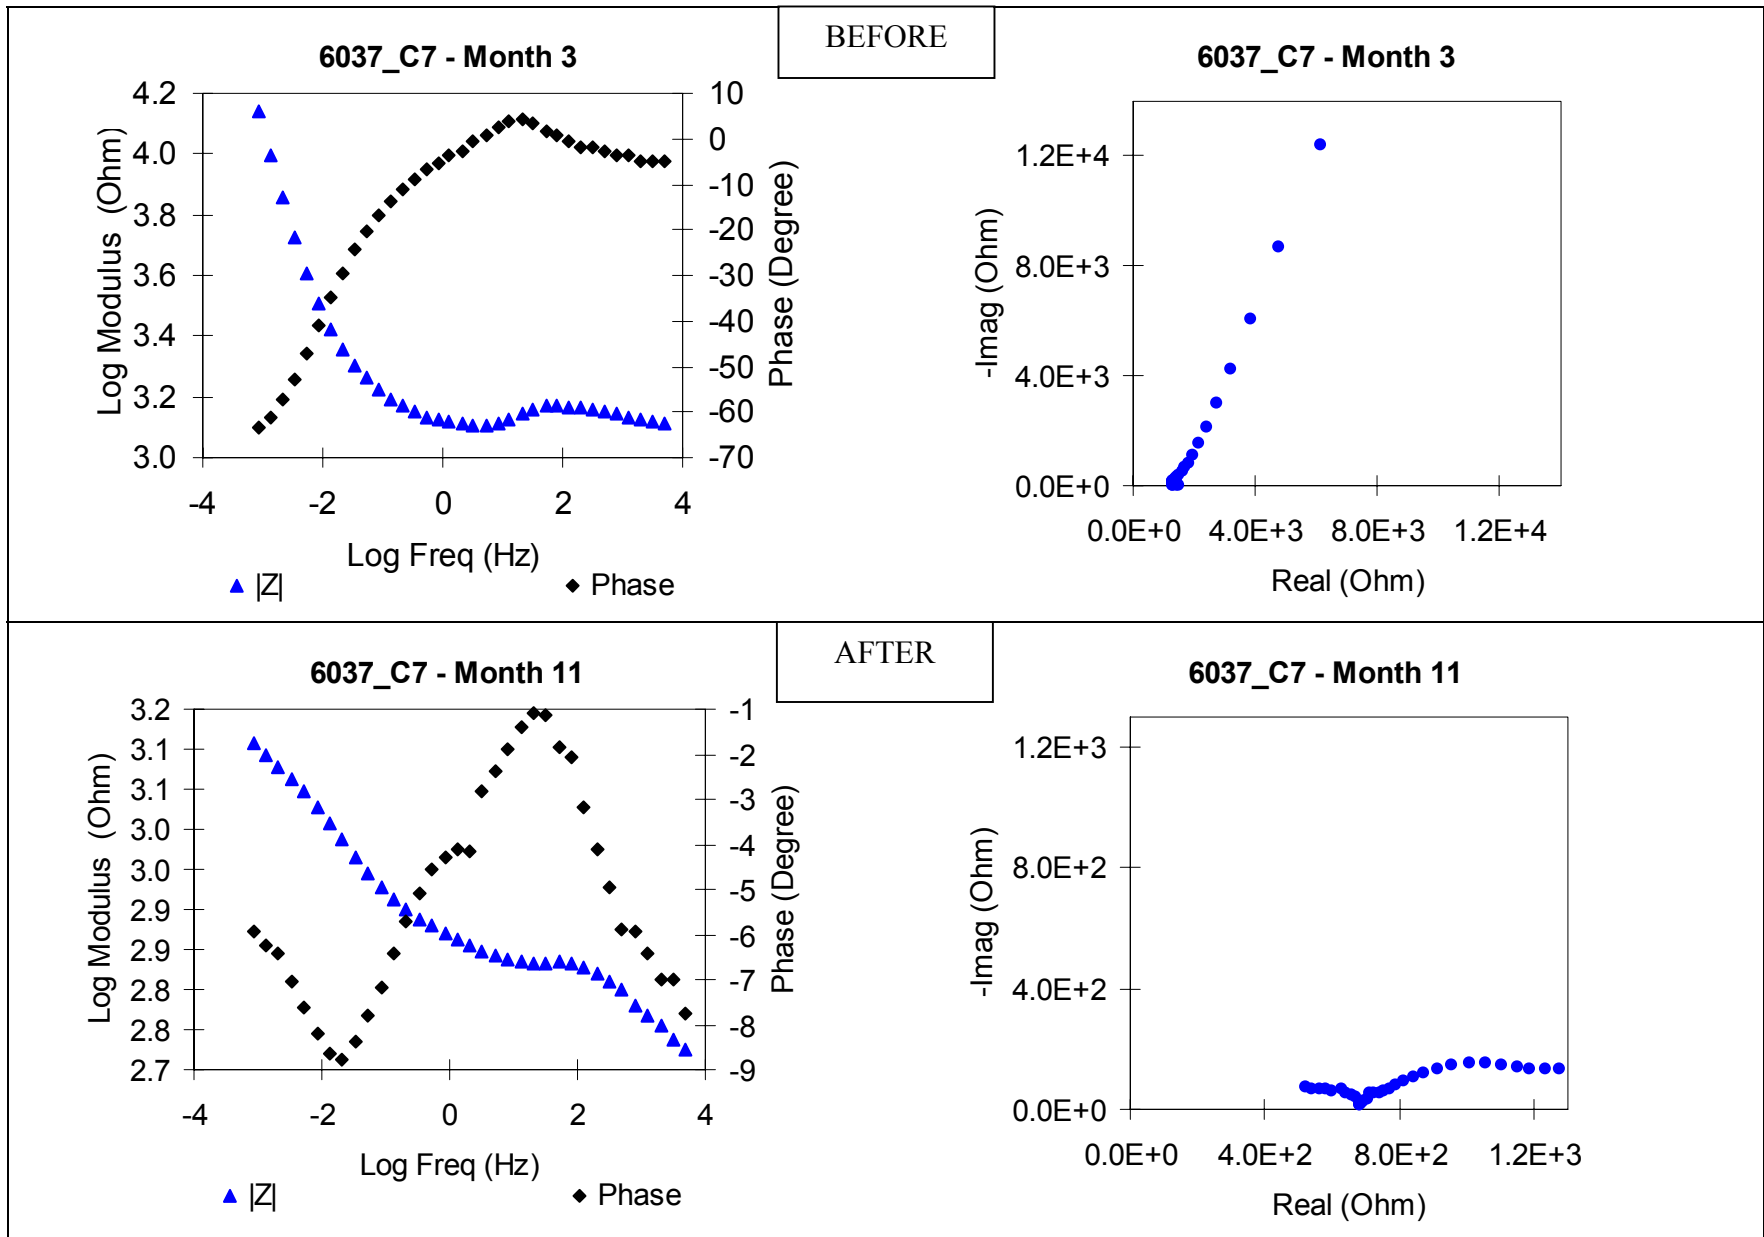 BEFORE
6037_C7 - Month 3
4.2
4.0
3.8
3.6
3.4
3.2
3.0
Log Modulus (Ohm)
10
0
-10
-20
-30
-40
-50
-60
-70
Phase (Degree)
-4 -2 0 2 4
Log Freq (Hz)
|Z| Phase
6037_C7 - Month 3
1.2E+4
8.0E+3
4.0E+3
0.0E+0
-Imag (Ohm)
0.0E+0 4.0E+3 8.0E+3 1.2E+4
Real (Ohm)
AFTER
6037_C7 - Month 11
3.2
3.1
3.1
3.0
3.0
2.9
2.9
2.8
2.8
2.7
Log Modulus (Ohm)
-1
-2
-3
-4
-5
-6
-7
-8
-9
Phase (Degree)
-4 -2 0 2 4
Log Freq (Hz)
|Z| Phase
6037_C7 - Month 11
1.2E+3
8.0E+2
4.0E+2
0.0E+0
-Imag (Ohm)
0.0E+0 4.0E+2 8.0E+2 1.2E+3
Real (Ohm)